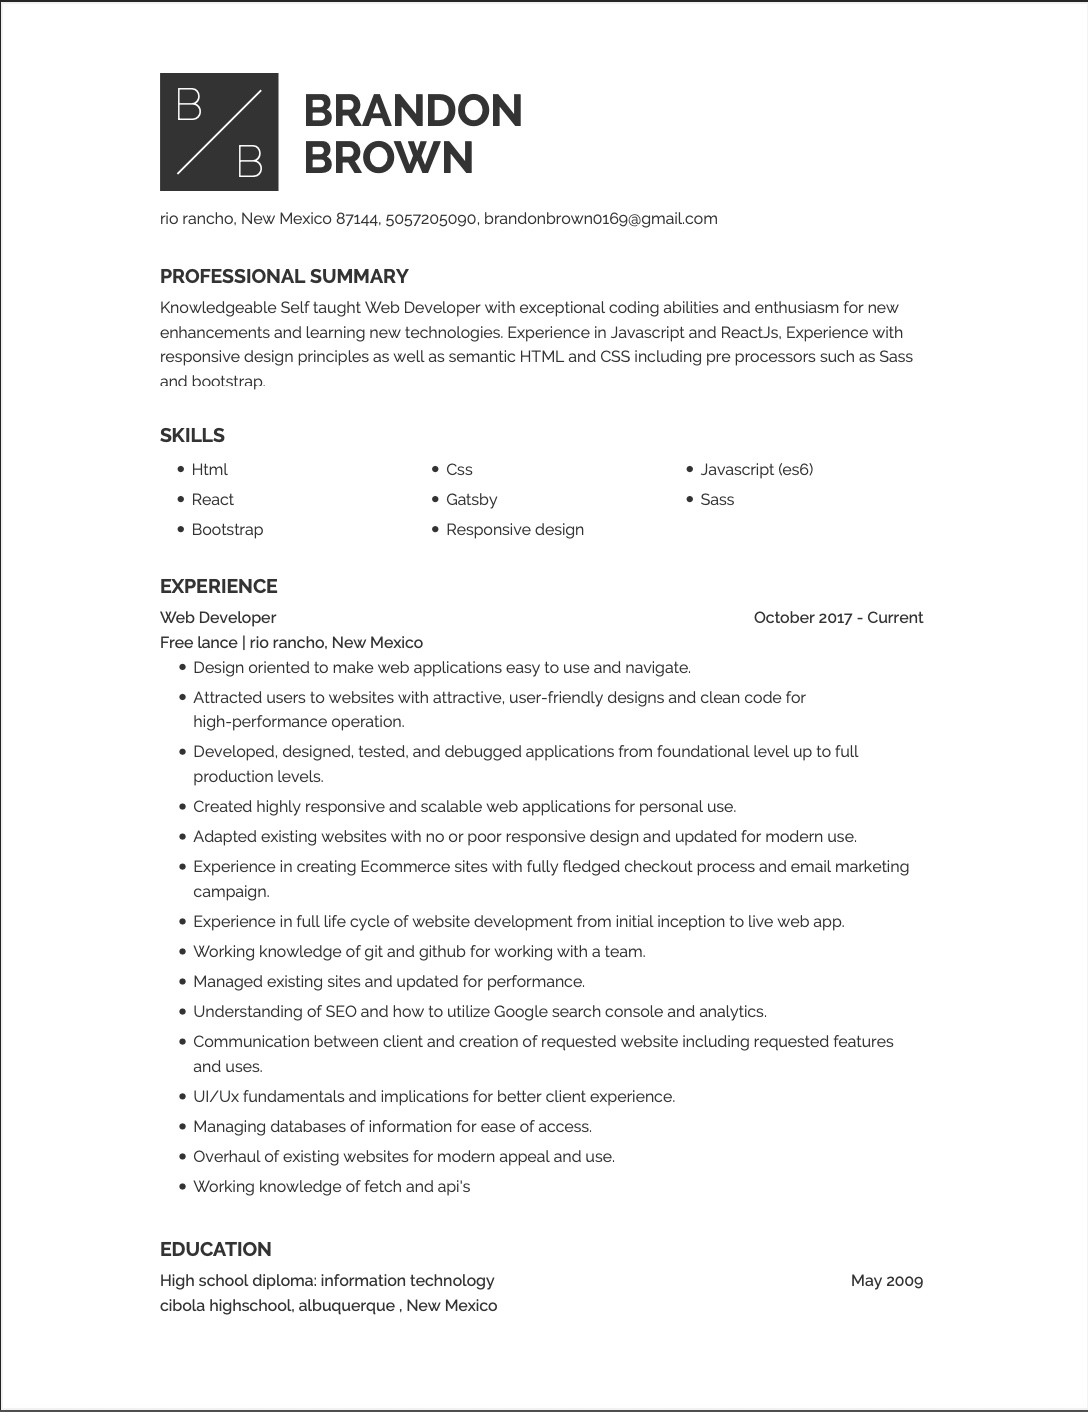 B
B
BRANDON
BROWN
rio rancho, New Mexico 87144, 5057205090, brandonbrown0169@gmail.com
PROFESSIONAL SUMMARY
Knowledgeable Self taught Web Developer with exceptional coding abilities and enthusiasm for new
enhancements and learning new technologies. Experience in Javascript and ReactJs, Experience with
responsive design principles as well as semantic HTML and CSS including pre processors such as Sass
and bootstrap.
SKILLS
• Html • Css • Javascript (es6)
• React • Gatsby • Sass
• Bootstrap • Responsive design
EXPERIENCE
Web Developer October 2017 - Current
Free lance | rio rancho, New Mexico
• Design oriented to make web applications easy to use and navigate.
• Attracted users to websites with attractive, user-friendly designs and clean code for
high-performance operation.
• Developed, designed, tested, and debugged applications from foundational level up to full
production levels.
• Created highly responsive and scalable web applications for personal use.
• Adapted existing websites with no or poor responsive design and updated for modern use.
• Experience in creating Ecommerce sites with fully fledged checkout process and email marketing
campaign.
• Experience in full life cycle of website development from initial inception to live web app.
• Working knowledge of git and github for working with a team.
• Managed existing sites and updated for performance.
• Understanding of SEO and how to utilize Google search console and analytics.
• Communication between client and creation of requested website including requested features
and uses.
• UI/Ux fundamentals and implications for better client experience.
• Managing databases of information for ease of access.
• Overhaul of existing websites for modern appeal and use.
• Working knowledge of fetch and api's
EDUCATION
High school diploma: information technology May 2009
cibola highschool, albuquerque , New Mexico